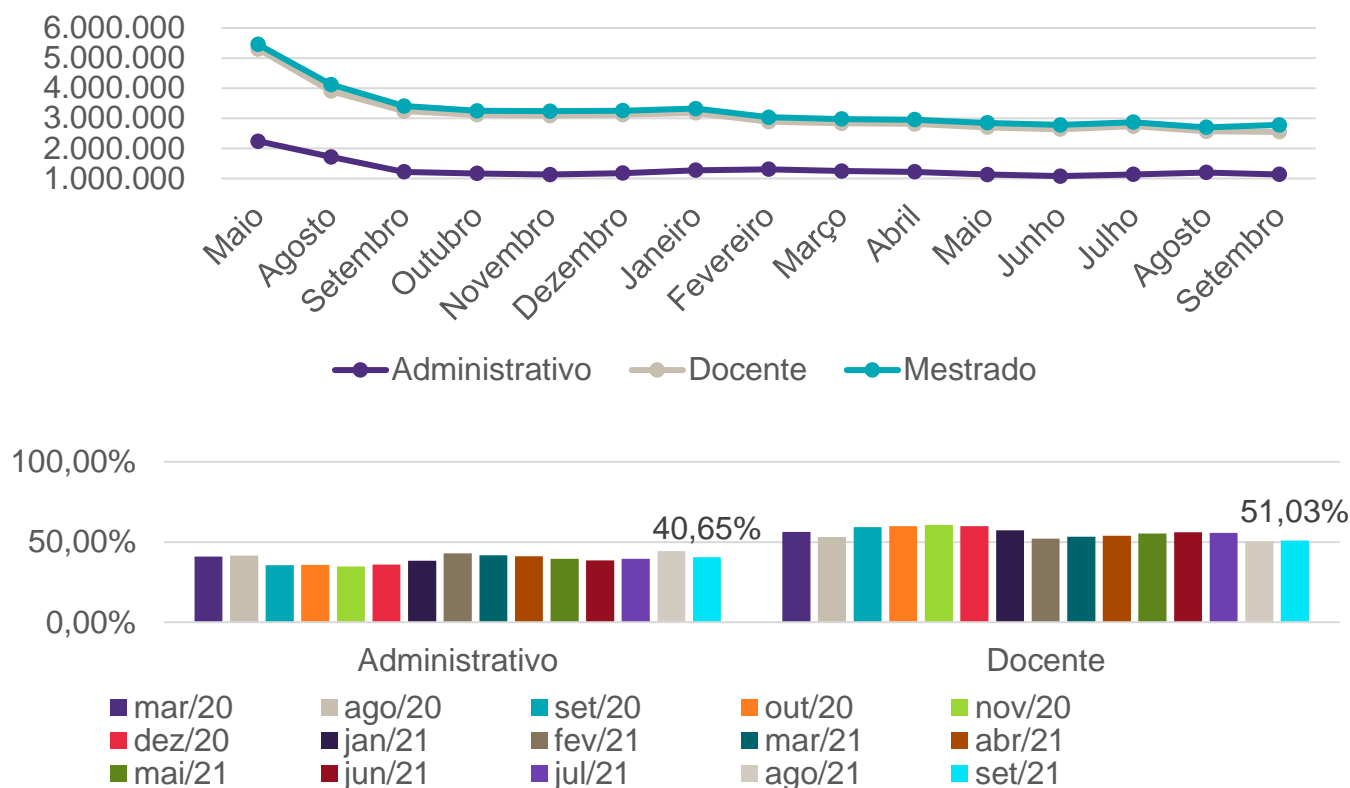 6.000.000
5.000.000
4.000.000
3.000.000
2.000.000
1.000.000
Maio Agosto Setembro Outubro Novembro Dezembro Janeiro Fevereiro Março Abril Maio Junho Julho Agosto Setembro
Administrativo Docente Mestrado
100,00%
50,00%
0,00%
40,65%
51,03%
Administrativo Docente
mar/20 ago/20 set/20 out/20 nov/20
dez/20 jan/21 fev/21 mar/21 abr/21
mai/21 jun/21 jul/21 ago/21 set/21